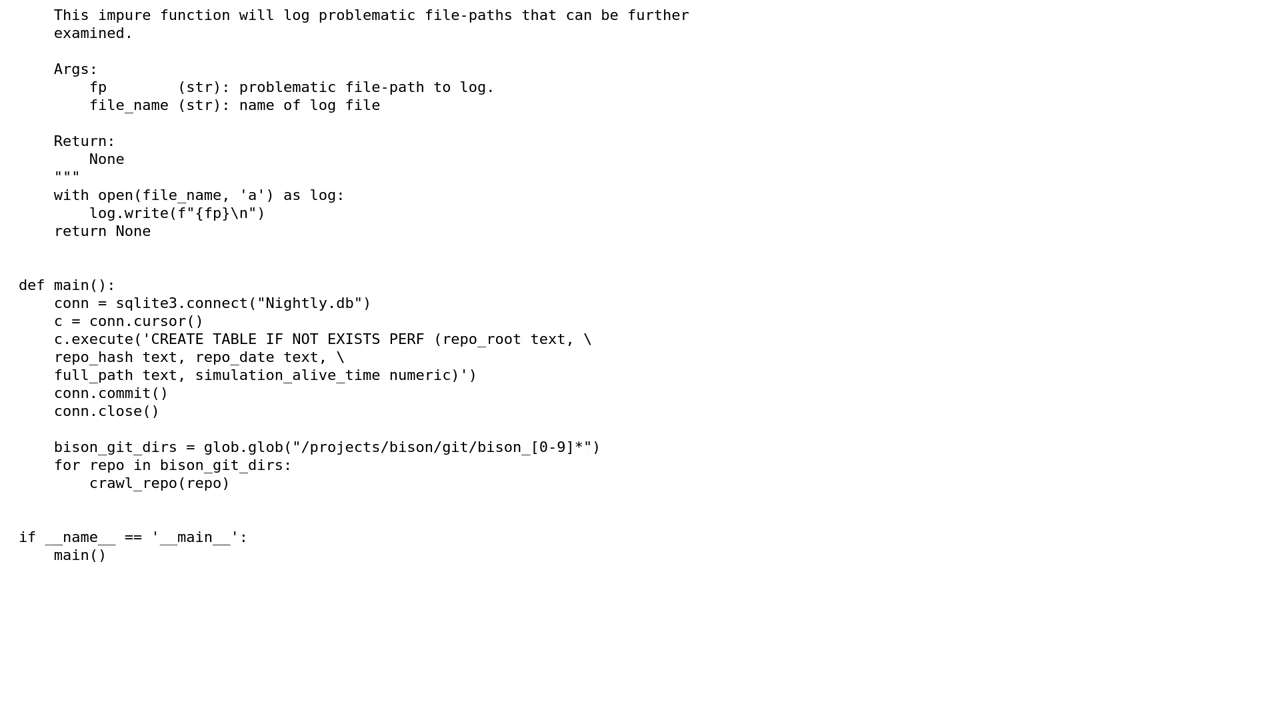 This impure function will log problematic file-paths that can be further
    examined.

    Args:
        fp        (str): problematic file-path to log.
        file_name (str): name of log file

    Return:
        None
    """
    with open(file_name, 'a') as log:
        log.write(f"{fp}\n")
    return None


def main():
    conn = sqlite3.connect("Nightly.db")
    c = conn.cursor()
    c.execute('CREATE TABLE IF NOT EXISTS PERF (repo_root text, \
    repo_hash text, repo_date text, \
    full_path text, simulation_alive_time numeric)')
    conn.commit()
    conn.close()

    bison_git_dirs = glob.glob("/projects/bison/git/bison_[0-9]*")
    for repo in bison_git_dirs:
        crawl_repo(repo)


if __name__ == '__main__':
    main()